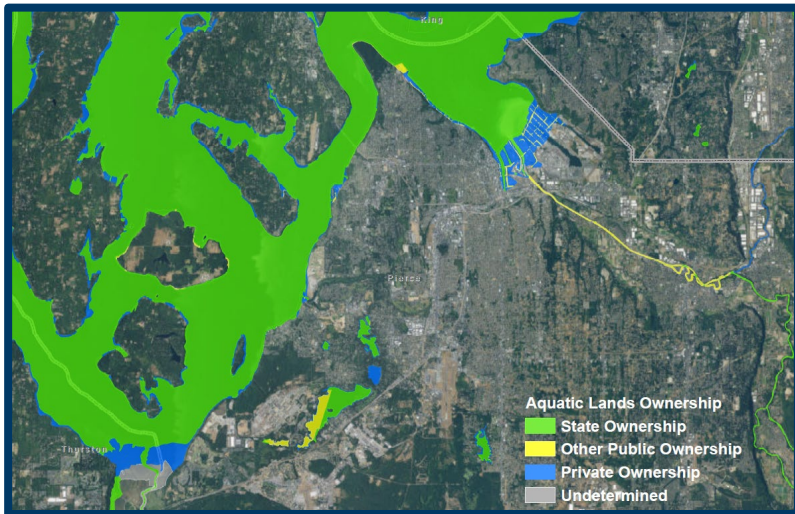 King
Pierce
Thurston
Aquatic Lands Ownership
State Ownership
Other Public Ownership
Private Ownership
Undetermined